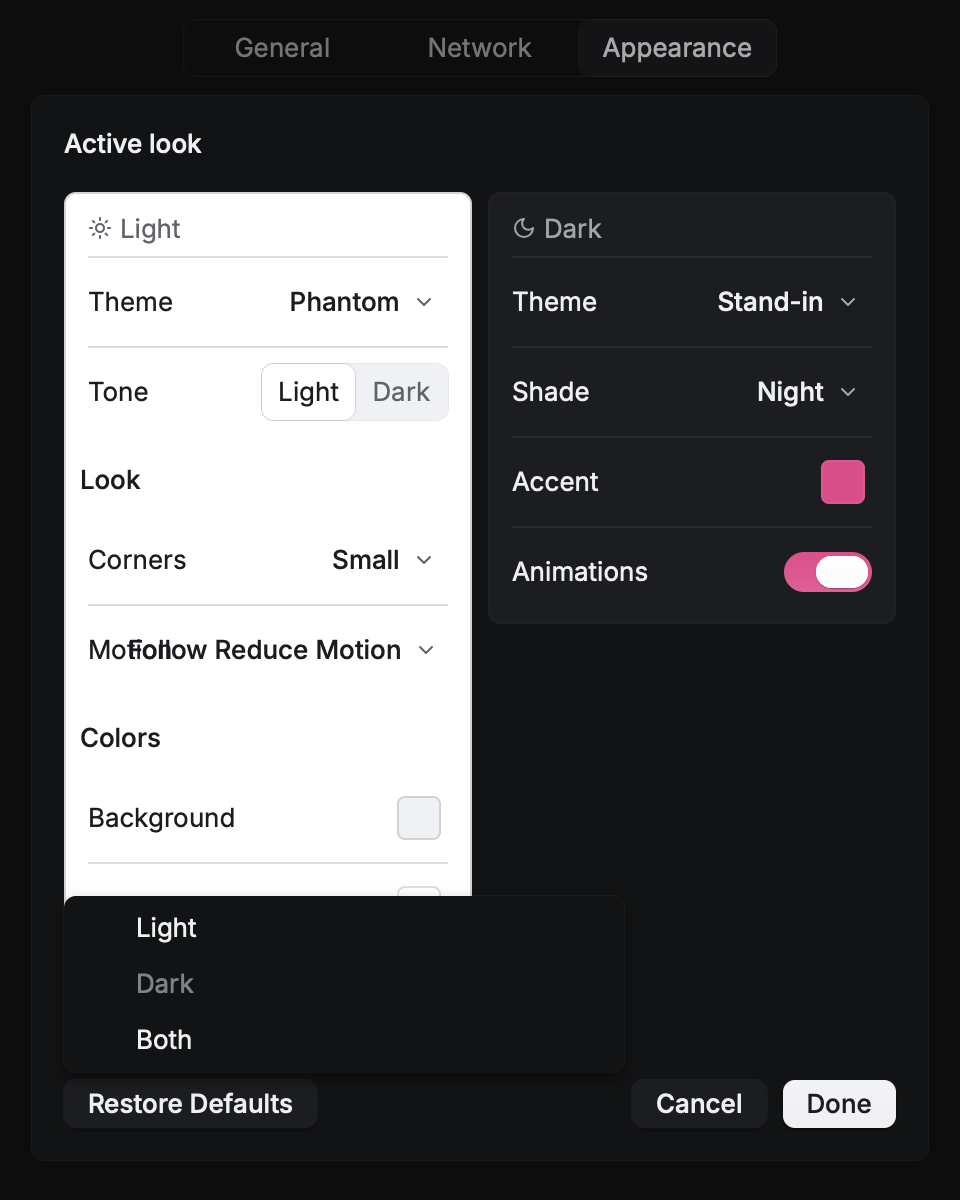 General
Network
Appearance
Active look
Light
Theme
Phantom
Tone
Light
Dark
Look
Corners
Small
Motion
Follow Reduce Motion
Colors
Background
Dark
Theme
Stand-in
Shade
Night
Accent
Animations
Light
Dark
Both
Restore Defaults
Cancel
Done